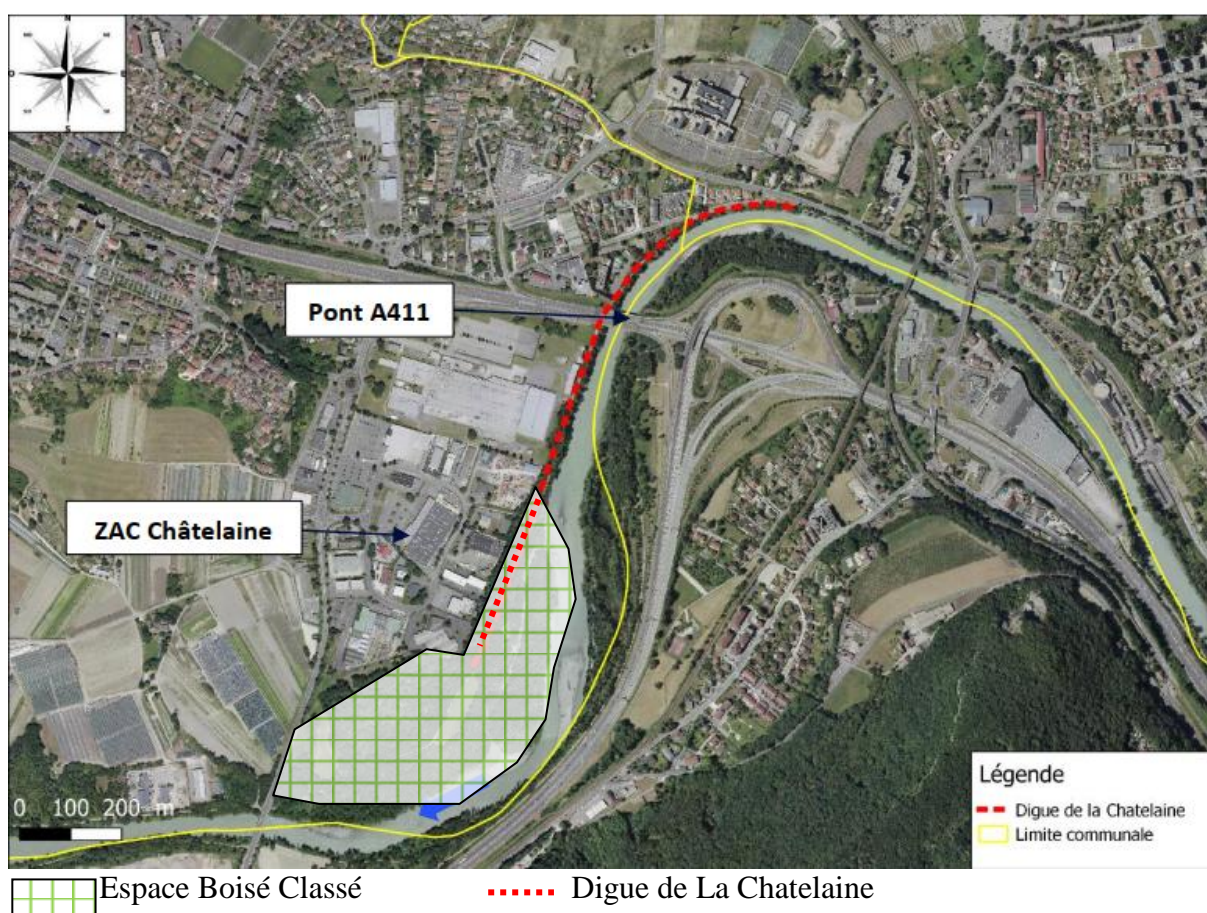 S
Pont A411
ZAC Châtelaine
0 100 200 m
Légende
Digue de la Chatelaine
Limite communale
Espace Boisé Classé
Digue de La Chatelaine